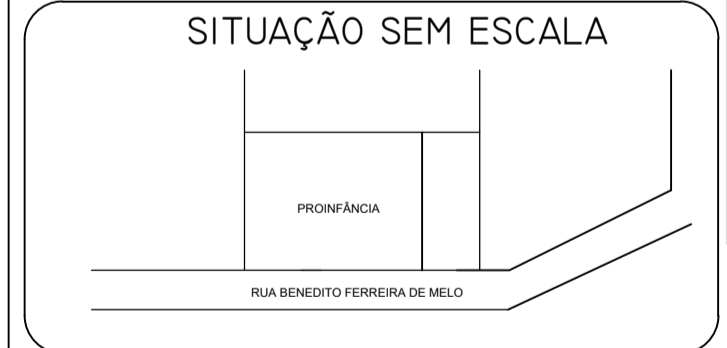 SITUAÇÃO SEM ESCALA
PROINFÂNCIA
RUA BENEDITO FERREIRA DE MELO